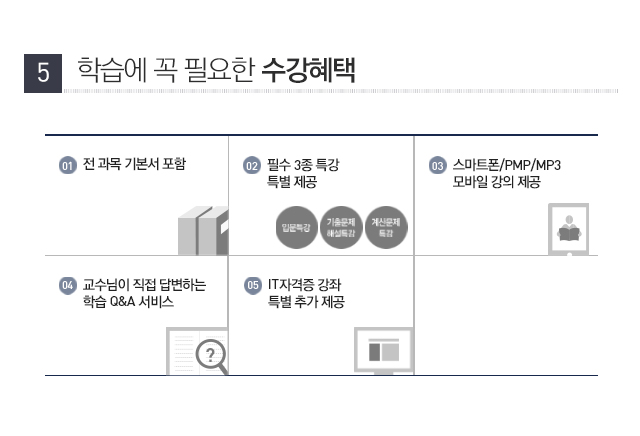 5 학습에 꼭 필요한 수강혜택
01 전 과목 기본서 포함
02 필수 3종 특강
특별 제공
입문특강
기출문제
해설특강
계산문제
특강
03 스마트폰/PMP/MP3
모바일 강의 제공
04 교수님이 직접 답변하는
학습 Q&A 서비스
?
05 IT자격증 강좌
특별 추가 제공